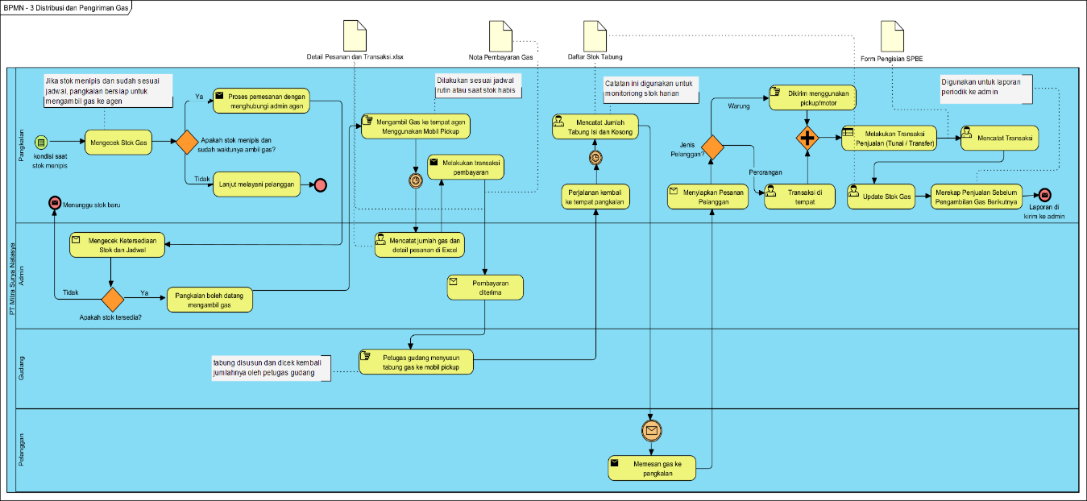 BPMN - 3 Distribusi dan Pengiriman Gas
Detail Pesanan dan Transaksi.xlsx
Nota Pembayaran Gas
Daftar Stok Tabung
Form Pengisian SPBE
PT Mitra Surya Natasya
Pangkalan
Jika stok menipis dan sudah sesuai
jadwal, pangkalan bersiap untuk
mengambil gas ke agen
kondisi saat
stok menipis
Mengecek Stok Gas
Ya
Proses pemesanan dengan
menghubungi admin agen
Apakah stok menipis dan
sudah waktunya ambil gas?
Tidak
Lanjut melayani pelanggan
Menunggu stok baru
Dilakukan sesuai jadwal
rutin atau saat stok habis
Mengambil Gas ke tempat agen
Menggunakan Mobil Pickup
Melakukan transaksi
pembayaran
Catatan ini digunakan untuk
monitoriong stok harian
Mencatat Jumlah
Tabung Isi dan Kosong
Perjalanan kembali
ke tempat pangkalan
Warung
Jenis
Pelanggan?
Perorangan
Menyiapkan Pesanan
Pelanggan
Dikirim menggunakan
pickup/motor
Transaksi di
tempat
Digunakan untuk laporan
periodik ke admin
Melakukan Transaksi
Penjualan (Tunai / Transfer)
Mencatat Transaksi
Update Stok Gas
Merekap Penjualan Sebelum
Pengambilan Gas Berikutnya
Laporan di
kirim ke admin
Admin
Mengecek Ketersediaan
Stok dan Jadwal
Tidak
Ya
Apakah stok tersedia?
Pangkalan boleh datang
mengambil gas
Mencatat jumlah gas dan
detail pesanan di Excel
Pembayaran
diterima
Gudang
tabung disusun dan dicek kembali
jumlahnya oleh petugas gudang
Petugas gudang menyusun
tabung gas ke mobil pickup
Pelanggan
Memesan gas ke
pangkalan